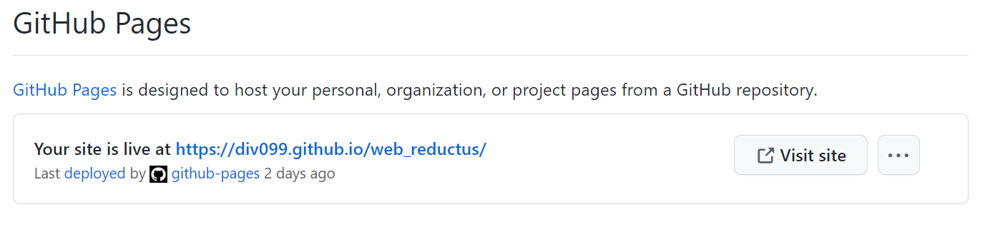 GitHub Pages
GitHub Pages is designed to host your personal, organization, or project pages from a GitHub repository.
Your site is live at https://div099.github.io/web_reductus/
Last deployed by github-pages 2 days ago
Visit site